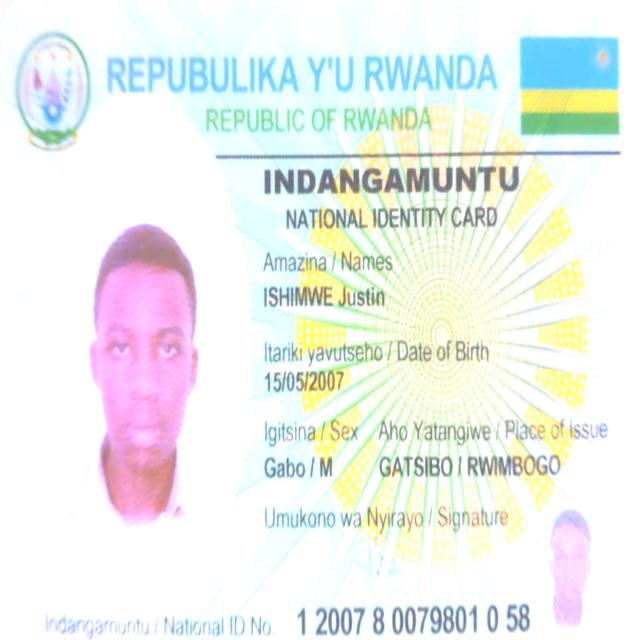 REPUBULIKA Y'U RWANDA
REPUBLIC OF RWANDA
INDANGAMUNTU
NATIONAL IDENTITY CARD
Amazina / Names
ISHIMWE Justin
Itariki yavutseho / Date of Birth
15/05/2007
Igitsina / Sex Aho Yatangiwe / Place of Issue
Gabo / M GATSIBO / RWIMBOGO
Umukono wa Nyirayo / Signature
Indangamuntu / National ID No. 1 2007 8 0079801 0 58